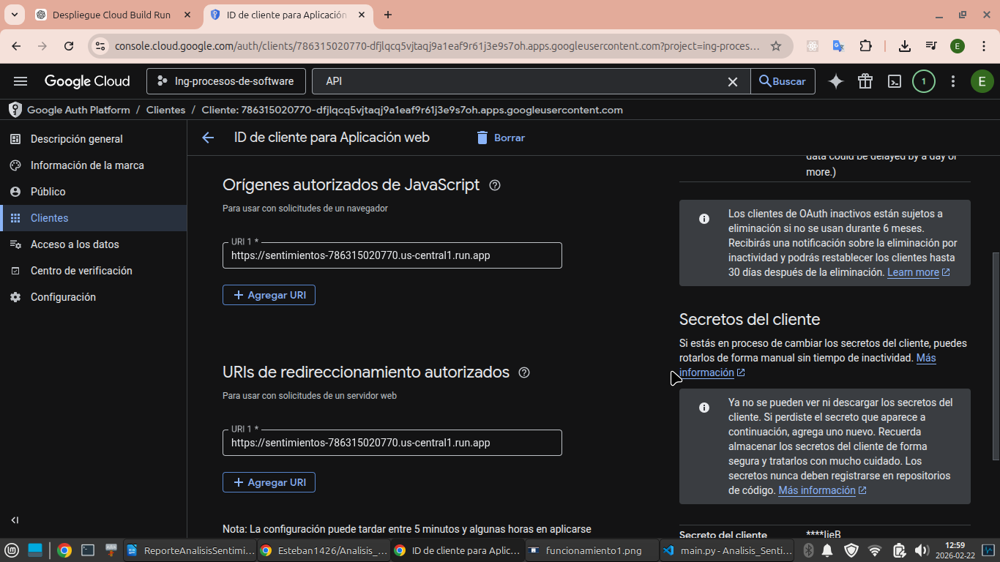 Despliegue Cloud Build Run
ID de cliente para Aplicación
console.cloud.google.com/auth/clients/786315020770-dfjlqcq5vjtaqj9a1eaf9r61j3e9s7oh.apps.googleusercontent.com?project=ing-proces...
E
Google Cloud
Ing-procesos-de-software
API
Buscar
1
E
Google Auth Platform / Clientes / Cliente: 786315020770-dfjlqcq5vjtaqj9a1eaf9r61j3e9s7oh.apps.googleusercontent.com
Descripción general
Información de la marca
Público
Clientes
Acceso a los datos
Centro de verificación
Configuración
ID de cliente para Aplicación web
Borrar
Orígenes autorizados de JavaScript
Para usar con solicitudes de un navegador
URI 1 *
https://sentimientos-786315020770.us-central1.run.app
+ Agregar URI
URIs de redireccionamiento autorizados
Para usar con solicitudes de un servidor web
URI 1 *
https://sentimientos-786315020770.us-central1.run.app
+ Agregar URI
Nota: La configuración puede tardar entre 5 minutos y algunas horas en aplicarse
data could be delayed by a day or
more.)
Los clientes de OAuth inactivos están sujetos a
eliminación si no se usan durante 6 meses.
Recibirás una notificación sobre la eliminación por
inactividad y podrás restablecer los clientes hasta
30 días después de la eliminación. Learn more
Secretos del cliente
Si estás en proceso de cambiar los secretos del cliente, puedes
rotarlos de forma manual sin tiempo de inactividad. Más
información
Ya no se pueden ver ni descargar los secretos del
cliente. Si perdiste el secreto que aparece a
continuación, agrega uno nuevo. Recuerda
almacenar los secretos del cliente de forma
segura y tratarlos con mucho cuidado. Los
secretos nunca deben registrarse en repositorios
de código. Más información
Secreto del cliente
ReporteAnalisisSentimi...
Esteban1426/Analisis_...
ID de cliente para Aplic...
funcionamiento1.png
main.py - Analisis_Senti...
12:59
2026-02-22